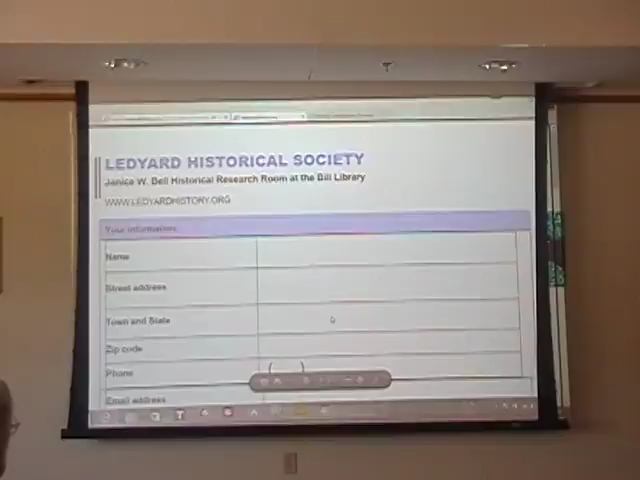 LEDYARD HISTORICAL SOCIETY
Janice W. Bell Historical Research Room at the Bill Library
WWW.LEDYARDHISTORY.ORG
Your information
Name
Street address
Town and State
Zip code
Phone
( )
Email address